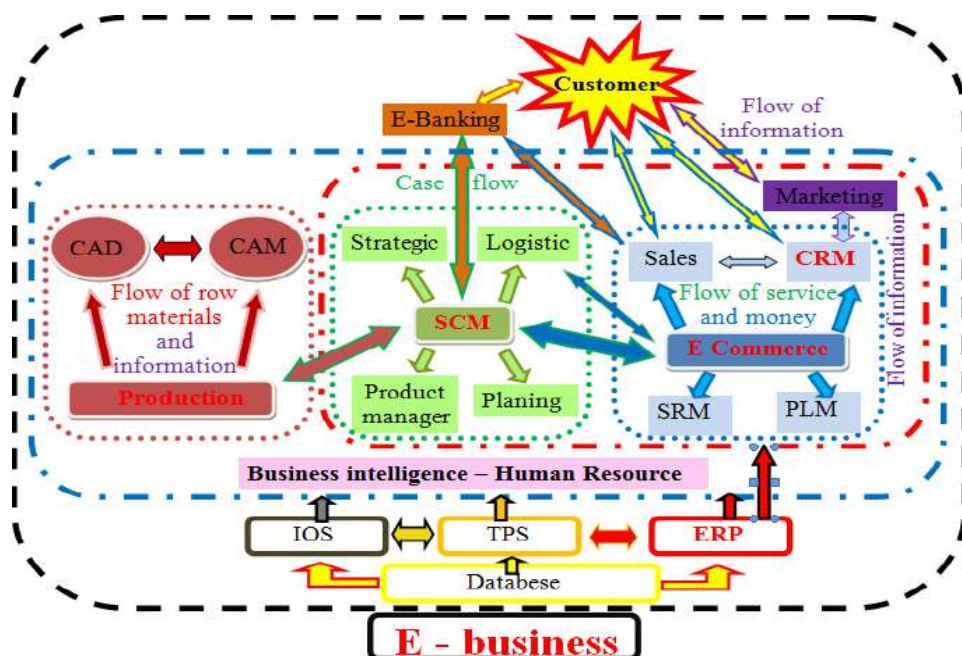 Customer
E-Banking
Flow of
information
Case flow
Marketing
CAD
CAM
Strategic
Logistic
Sales
CRM
Flow of row
materials
and
information
SCM
Flow of service
and money
E Commerce
Flow of information
Production
Product
manager
Planing
SRM
PLM
Business intelligence – Human Resource
IOS
TPS
ERP
Databese
E - business